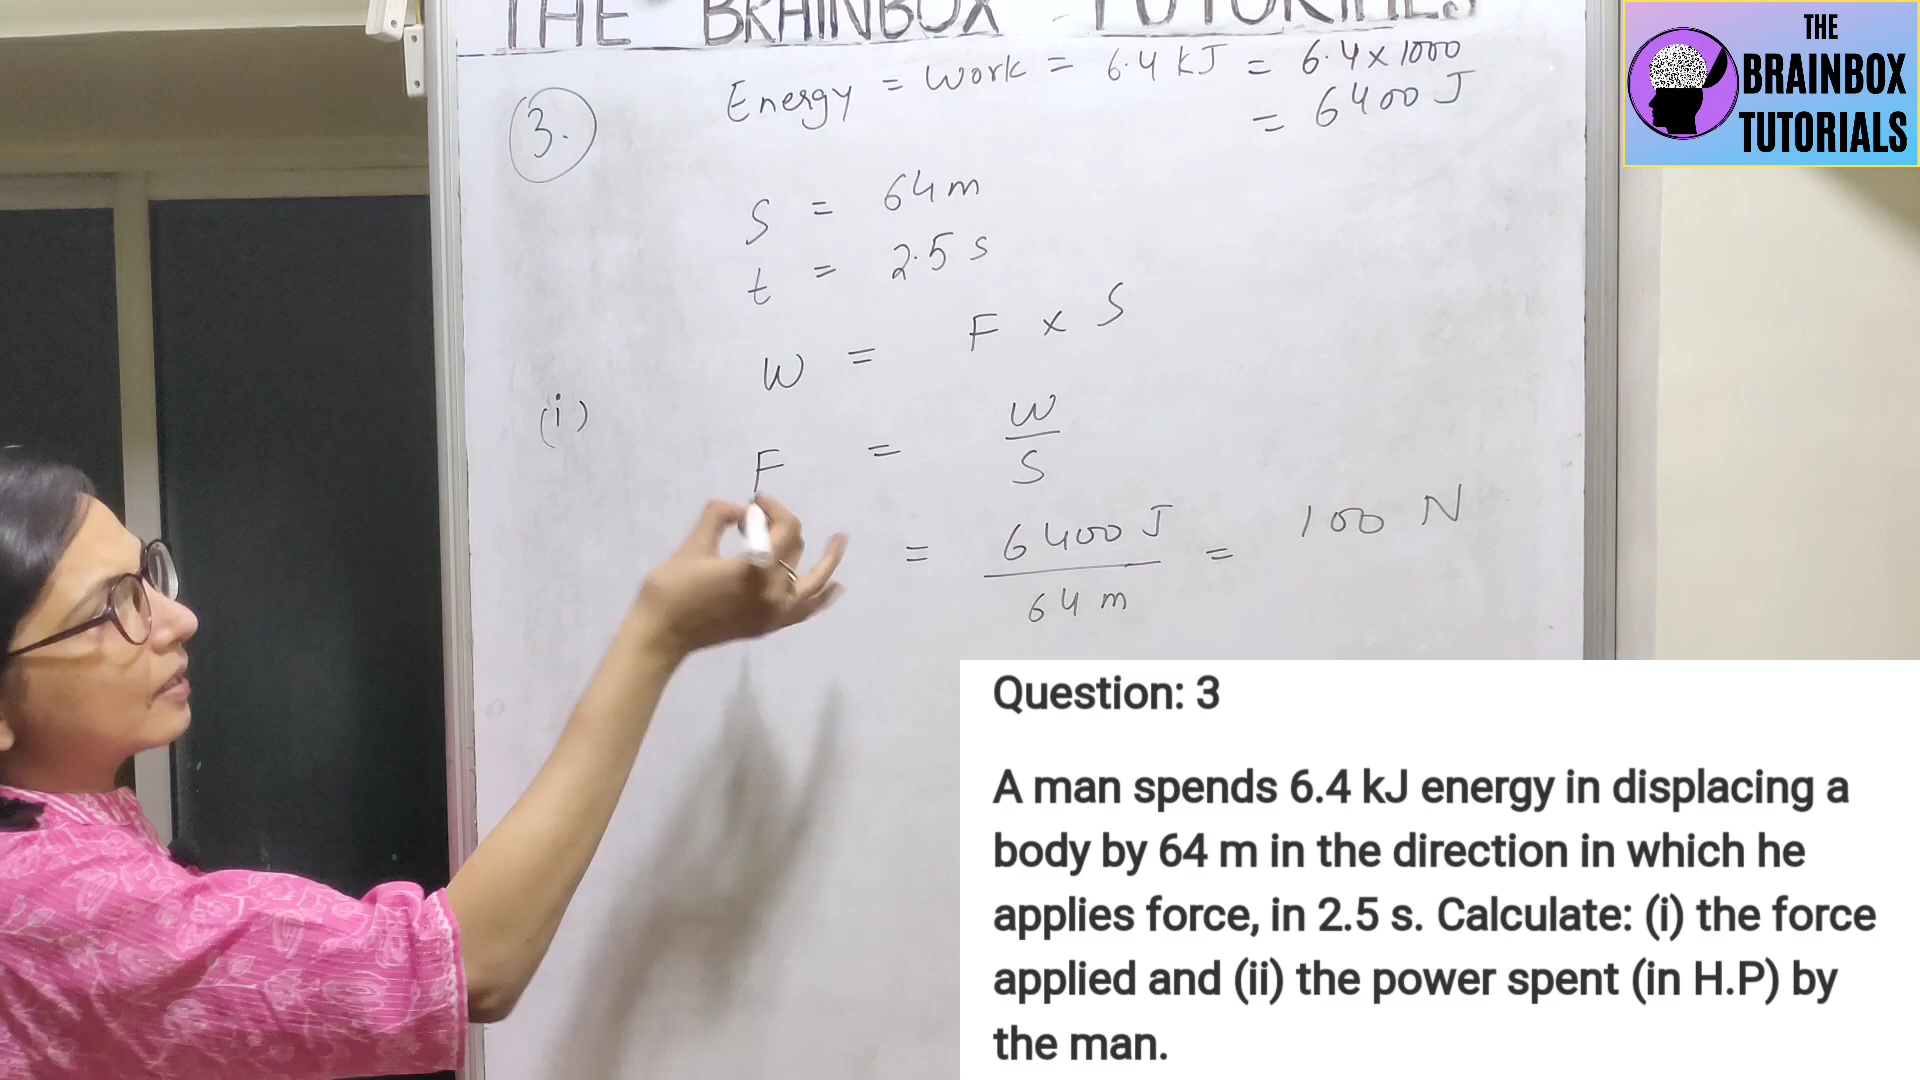 THE BRAINBOX TUTORIALS
3.
Energy = Work = 6.4 kJ = 6.4 x 1000
= 6400 J
S = 64 m
t = 2.5 s
W = F x S
(i)
F = W/S
= 6400 J / 64 m = 100 N
THE
BRAINBOX
TUTORIALS
Question: 3
A man spends 6.4 kJ energy in displacing a
body by 64 m in the direction in which he
applies force, in 2.5 s. Calculate: (i) the force
applied and (ii) the power spent (in H.P) by
the man.